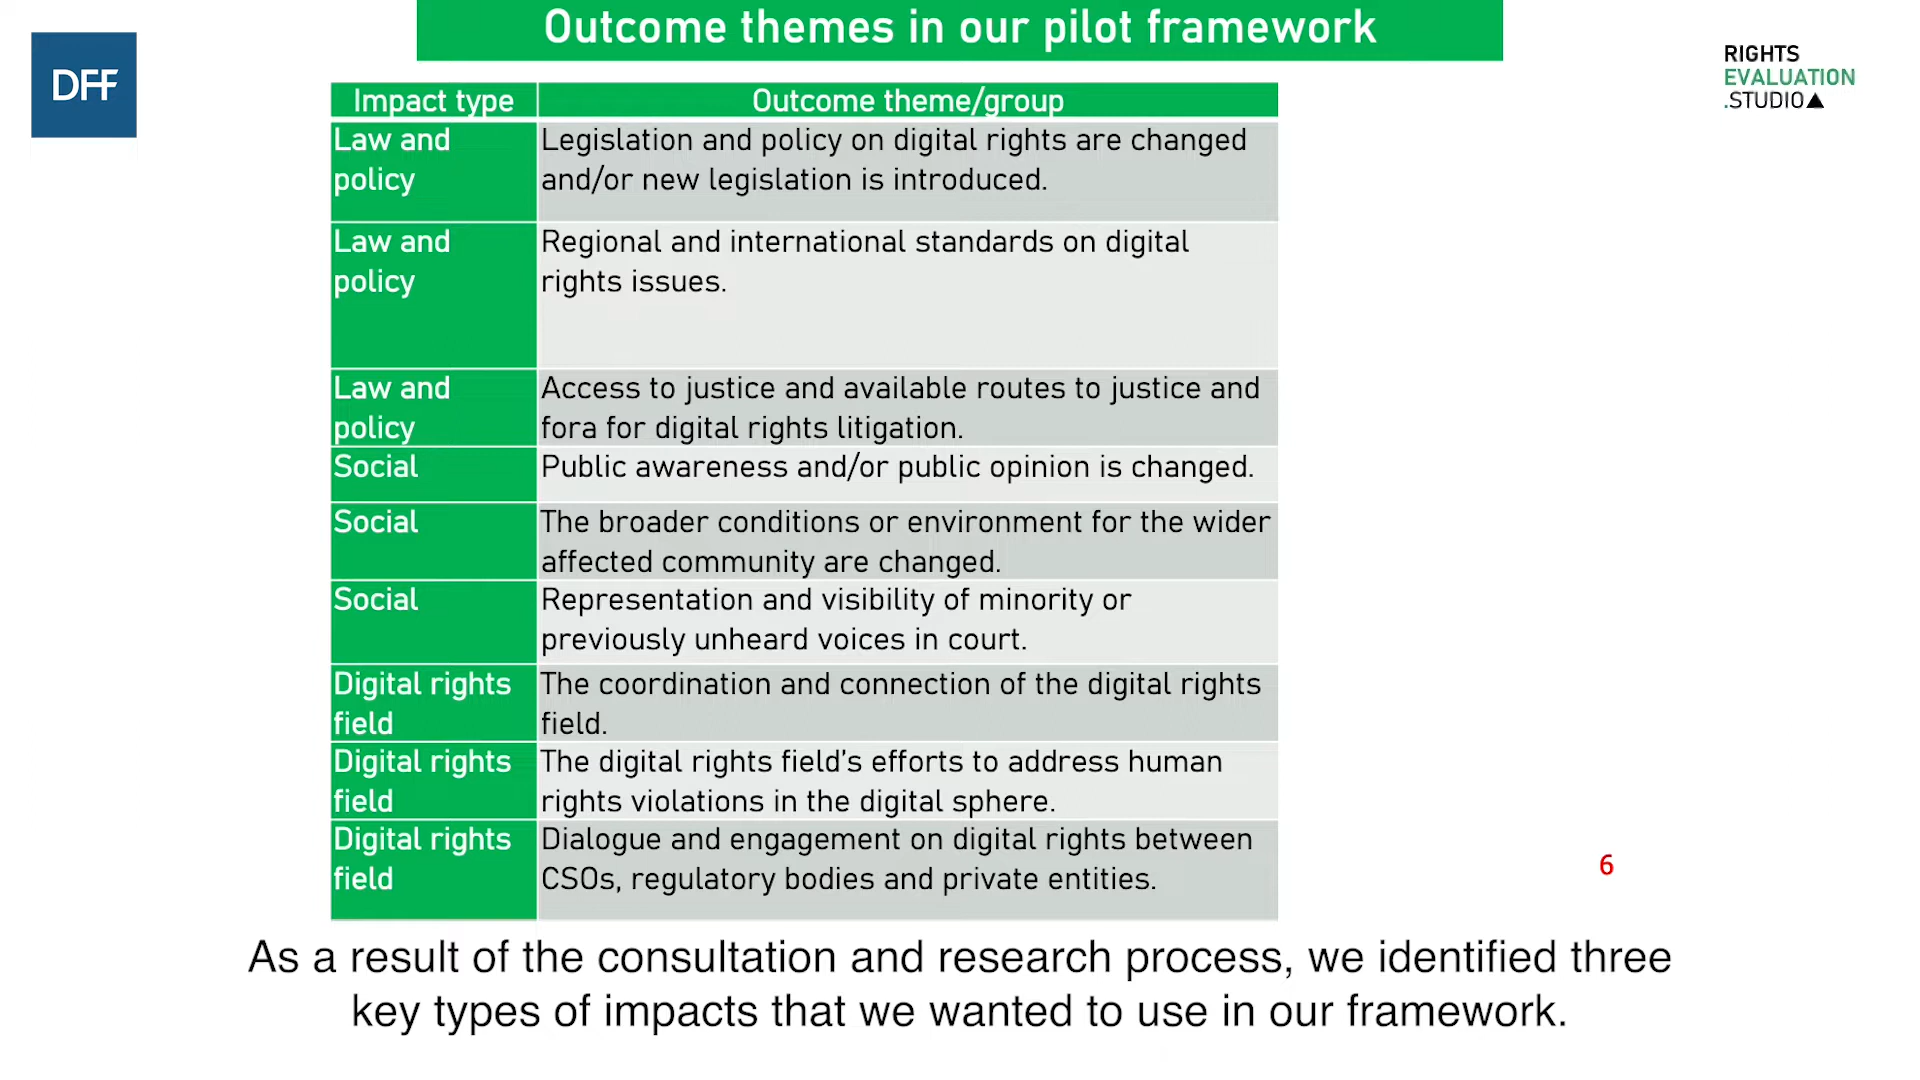 Outcome themes in our pilot framework
DFF
RIGHTS
EVALUATION
.STUDIO
Impact type
Outcome theme/group
Law and
policy
Legislation and policy on digital rights are changed
and/or new legislation is introduced.
Law and
policy
Regional and international standards on digital
rights issues.
Law and
policy
Access to justice and available routes to justice and
fora for digital rights litigation.
Social
Public awareness and/or public opinion is changed.
Social
The broader conditions or environment for the wider
affected community are changed.
Social
Representation and visibility of minority or
previously unheard voices in court.
Digital rights
field
The coordination and connection of the digital rights
field.
Digital rights
field
The digital rights field’s efforts to address human
rights violations in the digital sphere.
Digital rights
field
Dialogue and engagement on digital rights between
CSOs, regulatory bodies and private entities.
6
As a result of the consultation and research process, we identified three
key types of impacts that we wanted to use in our framework.